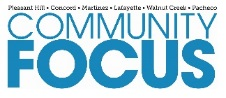 Pleasant Hill • Concord • Martinez • Lafayette • Walnut Creek • Pacheco
COMMUNITY
FOCUS